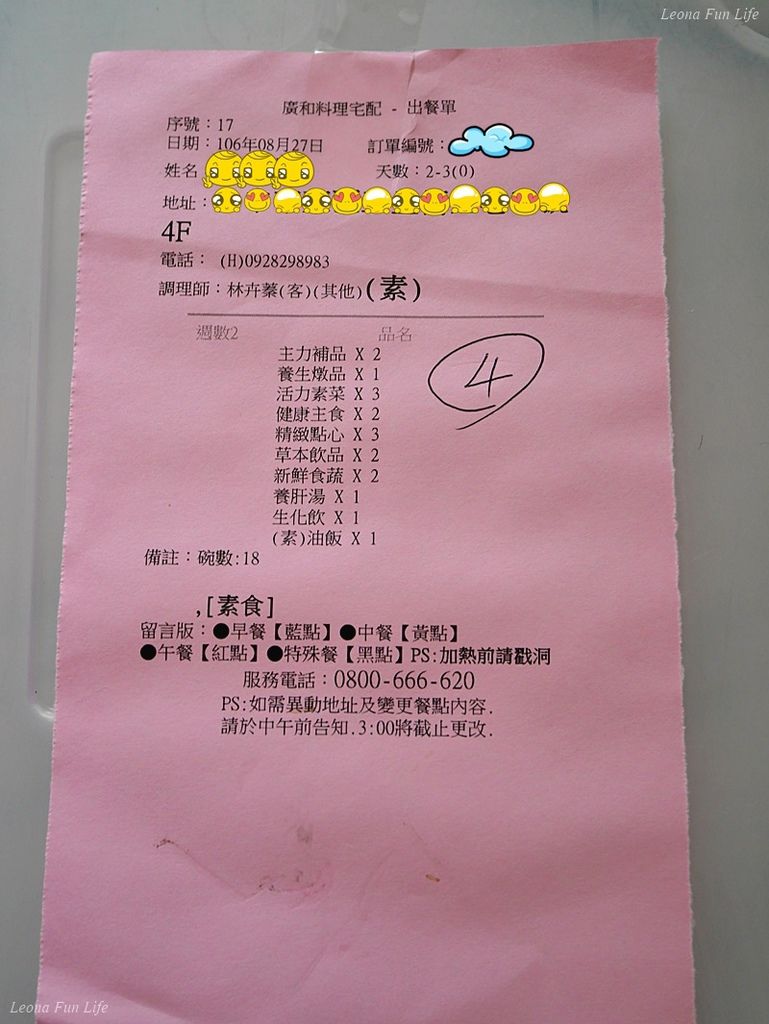 Leona Fun Life
廣和料理宅配 - 出餐單
序號：17
日期：106年08月27日 訂單編號：
姓名 天數：2-3(0)
地址：
4F
電話： (H)0928298983
調理師：林卉蓁(客)(其他)(素)
週數2 品名
主力補品 X 2
養生燉品 X 1
活力素菜 X 3
健康主食 X 2
精緻點心 X 3
草本飲品 X 2
新鮮食蔬 X 2
養肝湯 X 1
生化飲 X 1
(素)油飯 X 1
4
備註：碗數:18
,[素食]
留言版：●早餐【藍點】●中餐【黃點】
●午餐【紅點】●特殊餐【黑點】PS:加熱前請戳洞
服務電話：0800-666-620
PS:如需異動地址及變更餐點內容.
請於中午前告知.3:00將截止更改.
Leona Fun Life